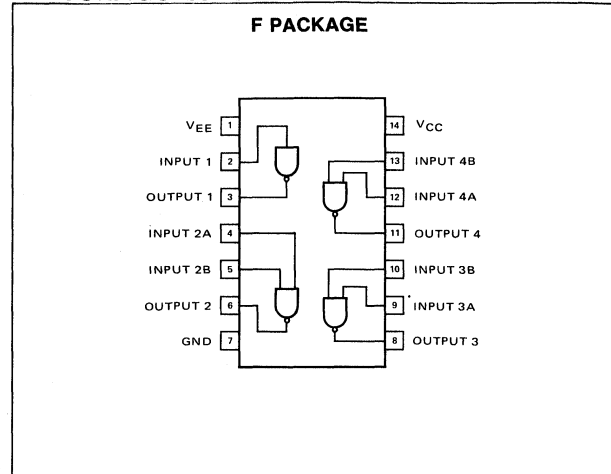 F PACKAGE
VEE 1
14 VCC
INPUT 1 2
13 INPUT 4B
OUTPUT 1 3
12 INPUT 4A
INPUT 2A 4
11 OUTPUT 4
INPUT 2B 5
10 INPUT 3B
OUTPUT 2 6
9 INPUT 3A
GND 7
8 OUTPUT 3